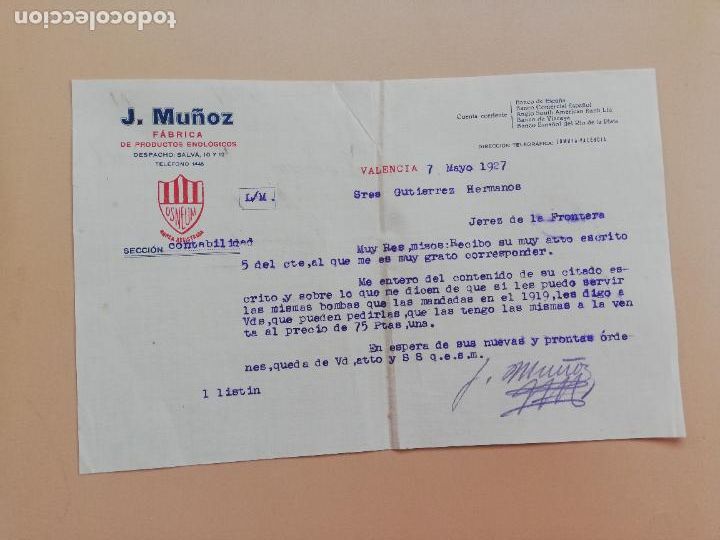 todocoleccion
J. Muñoz
FÁBRICA
DE PRODUCTOS ENOLÓGICOS
DESPACHO: SALVÁ, 10 Y 12
TELÉFONO 1446
OSNEUM
MARCA REGISTRADA
SECCIÓN contabilidad
L/M.
Cuenta corriente
Banco de España
Banco Comercial Español
Anglo South American Bank Ltd.
Banco de Vizcaya
Banco Español del Río de la Plata
DIRECCIÓN TELEGRÁFICA:
VALENCIA 7 Mayo 1927
Sres Gutierrez Hermanos
Jerez de la Frontera
Muy Res,misos:Recibo su muy atto escrito
5 del cte,al que me es muy grato corresponder.
Me entero del contenido de su citado es-
crito,y sobre lo que me dicen de que si les puedo servir
las mismas bombas que las mandadas en el 1919,les digo a
Vds,que pueden pedirlas,que las tengo las mismas a la ven
ta al precio de 75 Ptas,una.
En espera de sus nuevas y prontas órde-
nes,queda de Vd,atto y S S q.e.s.m.
J. Muñoz
1 listin